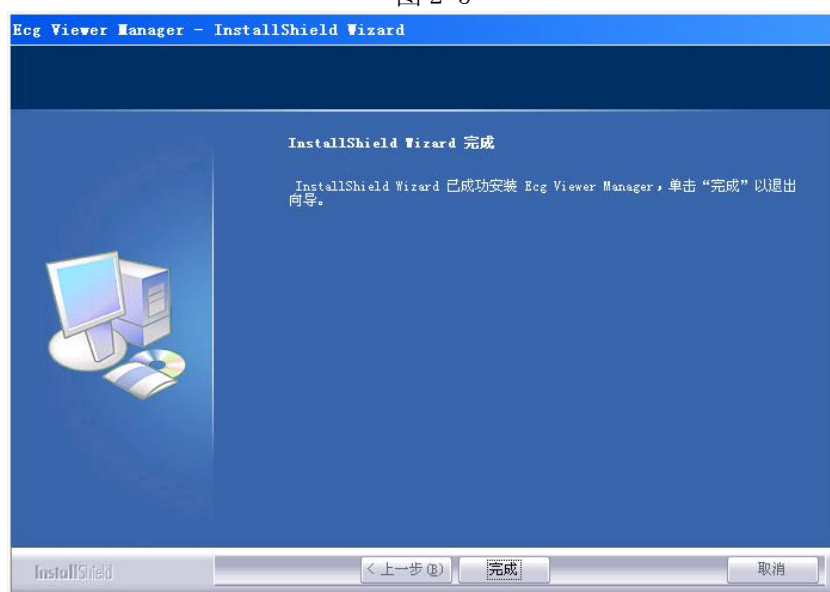 Ecg Viewer Manager - InstallShield Wizard
InstallShield Wizard 完成
InstallShield Wizard 已成功安装 Ecg Viewer Manager，单击“完成”以退出
向导。
InstallShield
< 上一步(B)
完成
取消